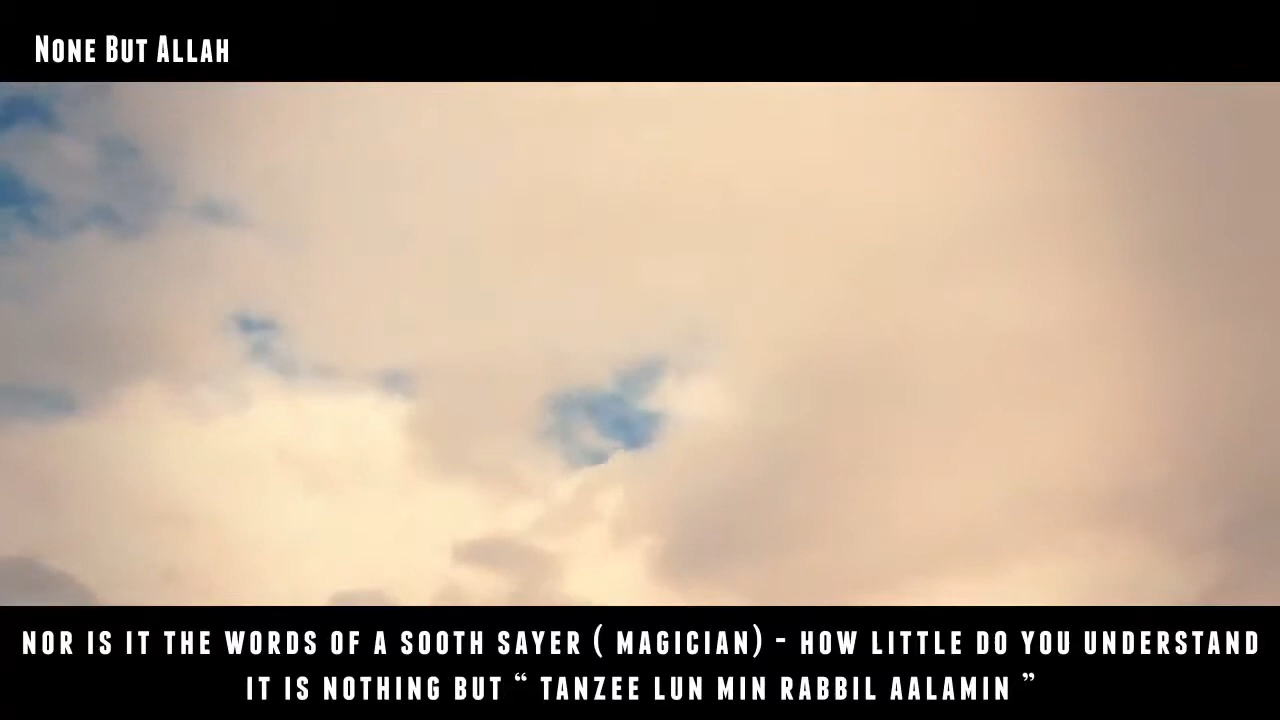 None But Allah
NOR IS IT THE WORDS OF A SOOTH SAYER ( MAGICIAN) - HOW LITTLE DO YOU UNDERSTAND
IT IS NOTHING BUT “ TANZEE LUN MIN RABBIL AALAMIN ”